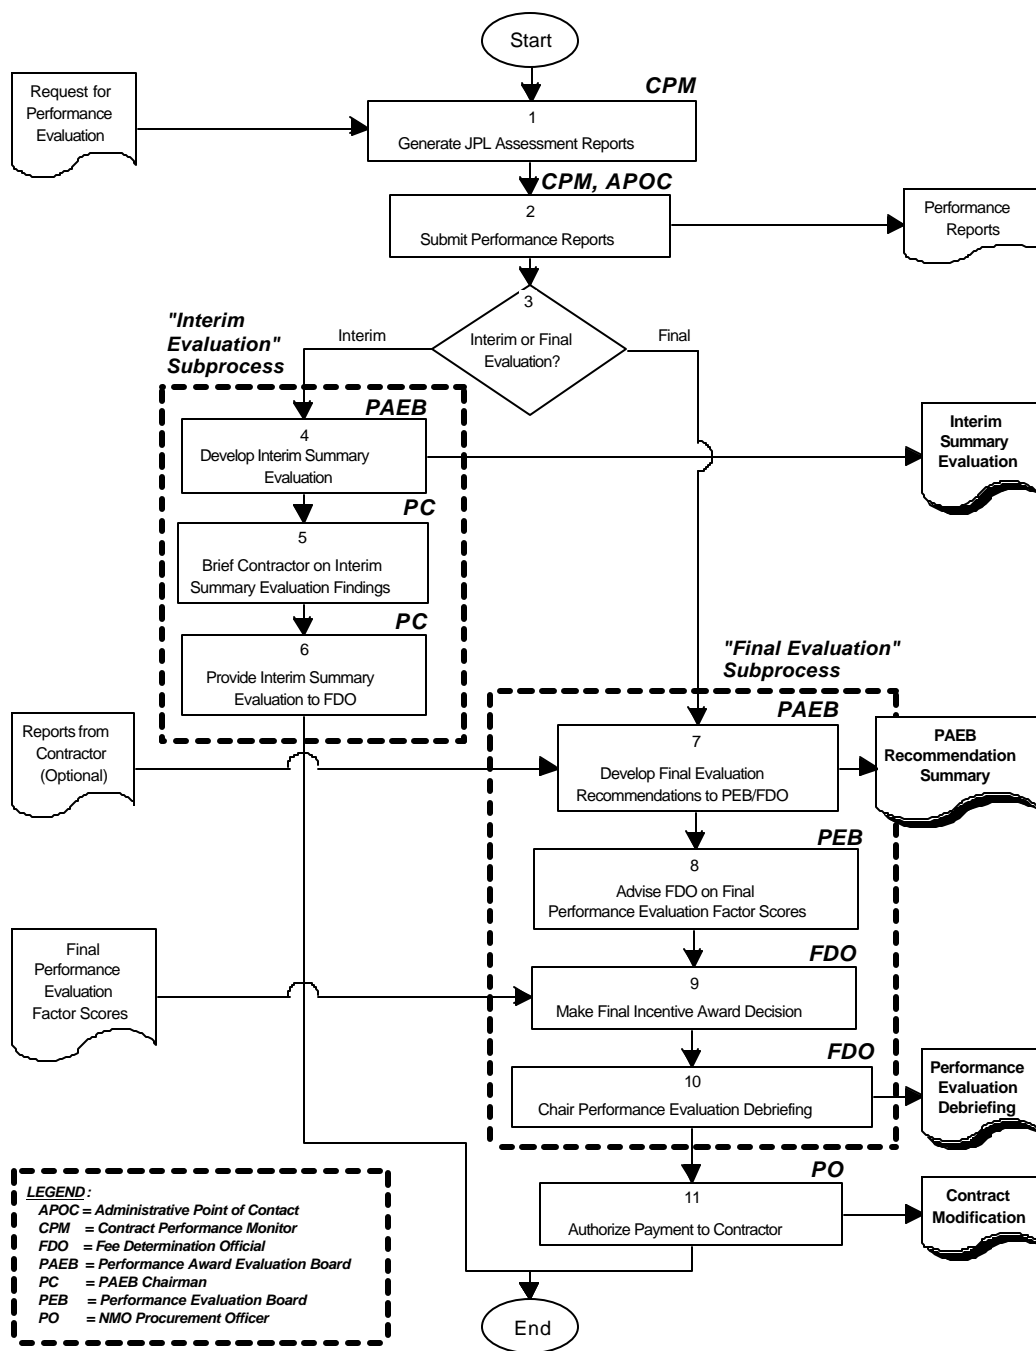 Start
Request for
Performance
Evaluation
CPM
1
Generate JPL Assessment Reports
CPM, APOC
2
Submit Performance Reports
Performance
Reports
3
Interim or Final
Evaluation?
Interim
Final
"Interim
Evaluation"
Subprocess
PAEB
4
Develop Interim Summary
Evaluation
Interim
Summary
Evaluation
PC
5
Brief Contractor on Interim
Summary Evaluation Findings
PC
6
Provide Interim Summary
Evaluation to FDO
"Final Evaluation"
Subprocess
Reports from
Contractor
(Optional)
PAEB
7
Develop Final Evaluation
Recommendations to PEB/FDO
PAEB
Recommendation
Summary
PEB
8
Advise FDO on Final
Performance Evaluation Factor Scores
Final
Performance
Evaluation
Factor Scores
FDO
9
Make Final Incentive Award Decision
FDO
10
Chair Performance Evaluation Debriefing
Performance
Evaluation
Debriefing
PO
11
Authorize Payment to Contractor
Contract
Modification
LEGEND:
APOC = Administrative Point of Contact
CPM = Contract Performance Monitor
FDO = Fee Determination Official
PAEB = Performance Award Evaluation Board
PC = PAEB Chairman
PEB = Performance Evaluation Board
PO = NMO Procurement Officer
End